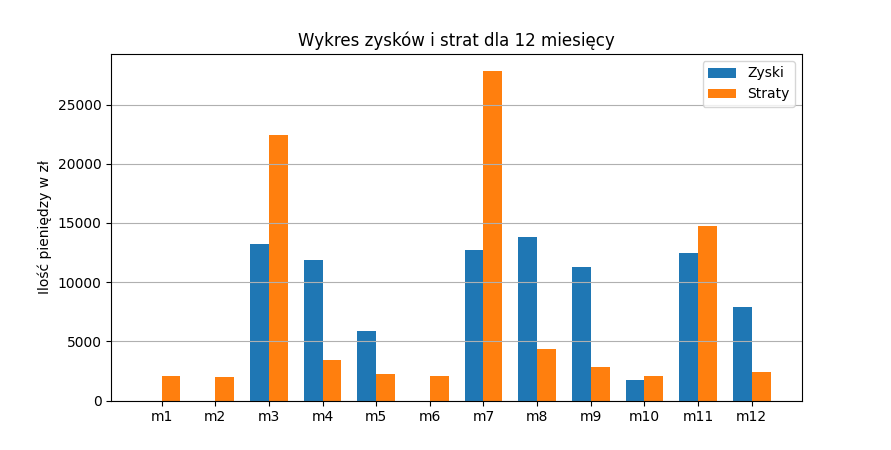 Wykres zysków i strat dla 12 miesięcy
Zyski
Straty
Ilość pieniędzy w zł
25000
20000
15000
10000
5000
0
m1 m2 m3 m4 m5 m6 m7 m8 m9 m10 m11 m12